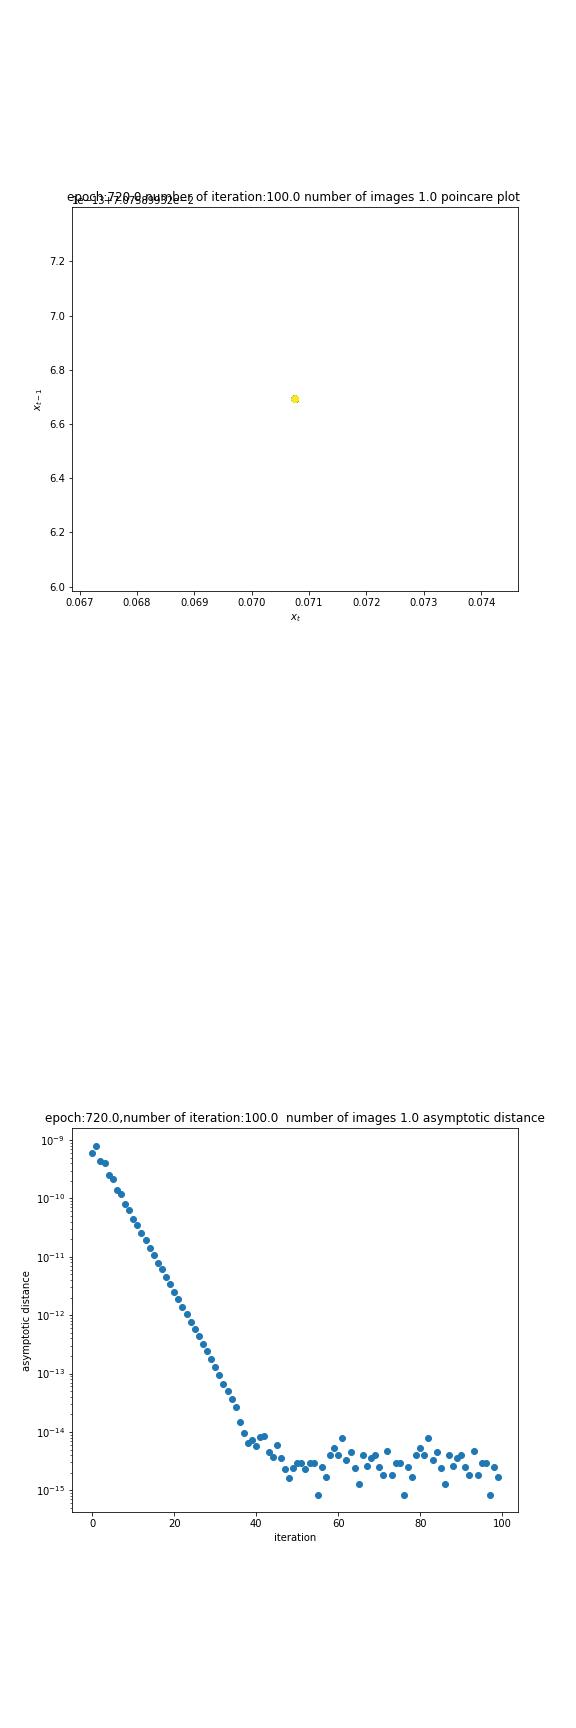 epoch:720.0,number of iteration:100.0 number of images 1.0 poincare plot
7.2
7.0
6.8
6.6
6.4
6.2
6.0
x_{t-1}
0.067 0.068 0.069 0.070 0.071 0.072 0.073 0.074
x_t
epoch:720.0,number of iteration:100.0  number of images 1.0 asymptotic distance
10^{-9}
10^{-10}
10^{-11}
10^{-12}
10^{-13}
10^{-14}
10^{-15}
asymptotic distance
0 20 40 60 80 100
iteration